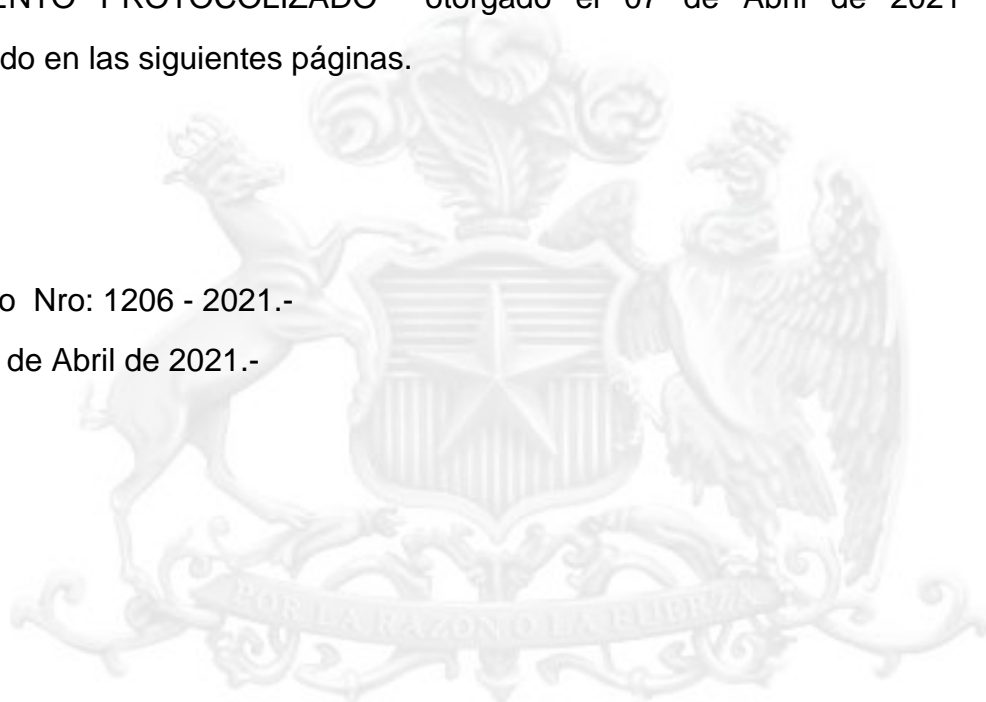 PROTOCOLIZADO otorgado el 07 de Abril de 2021
do en las siguientes páginas.
o Nro: 1206 - 2021.-
de Abril de 2021.-
POR LA RAZON O LA FUERZA